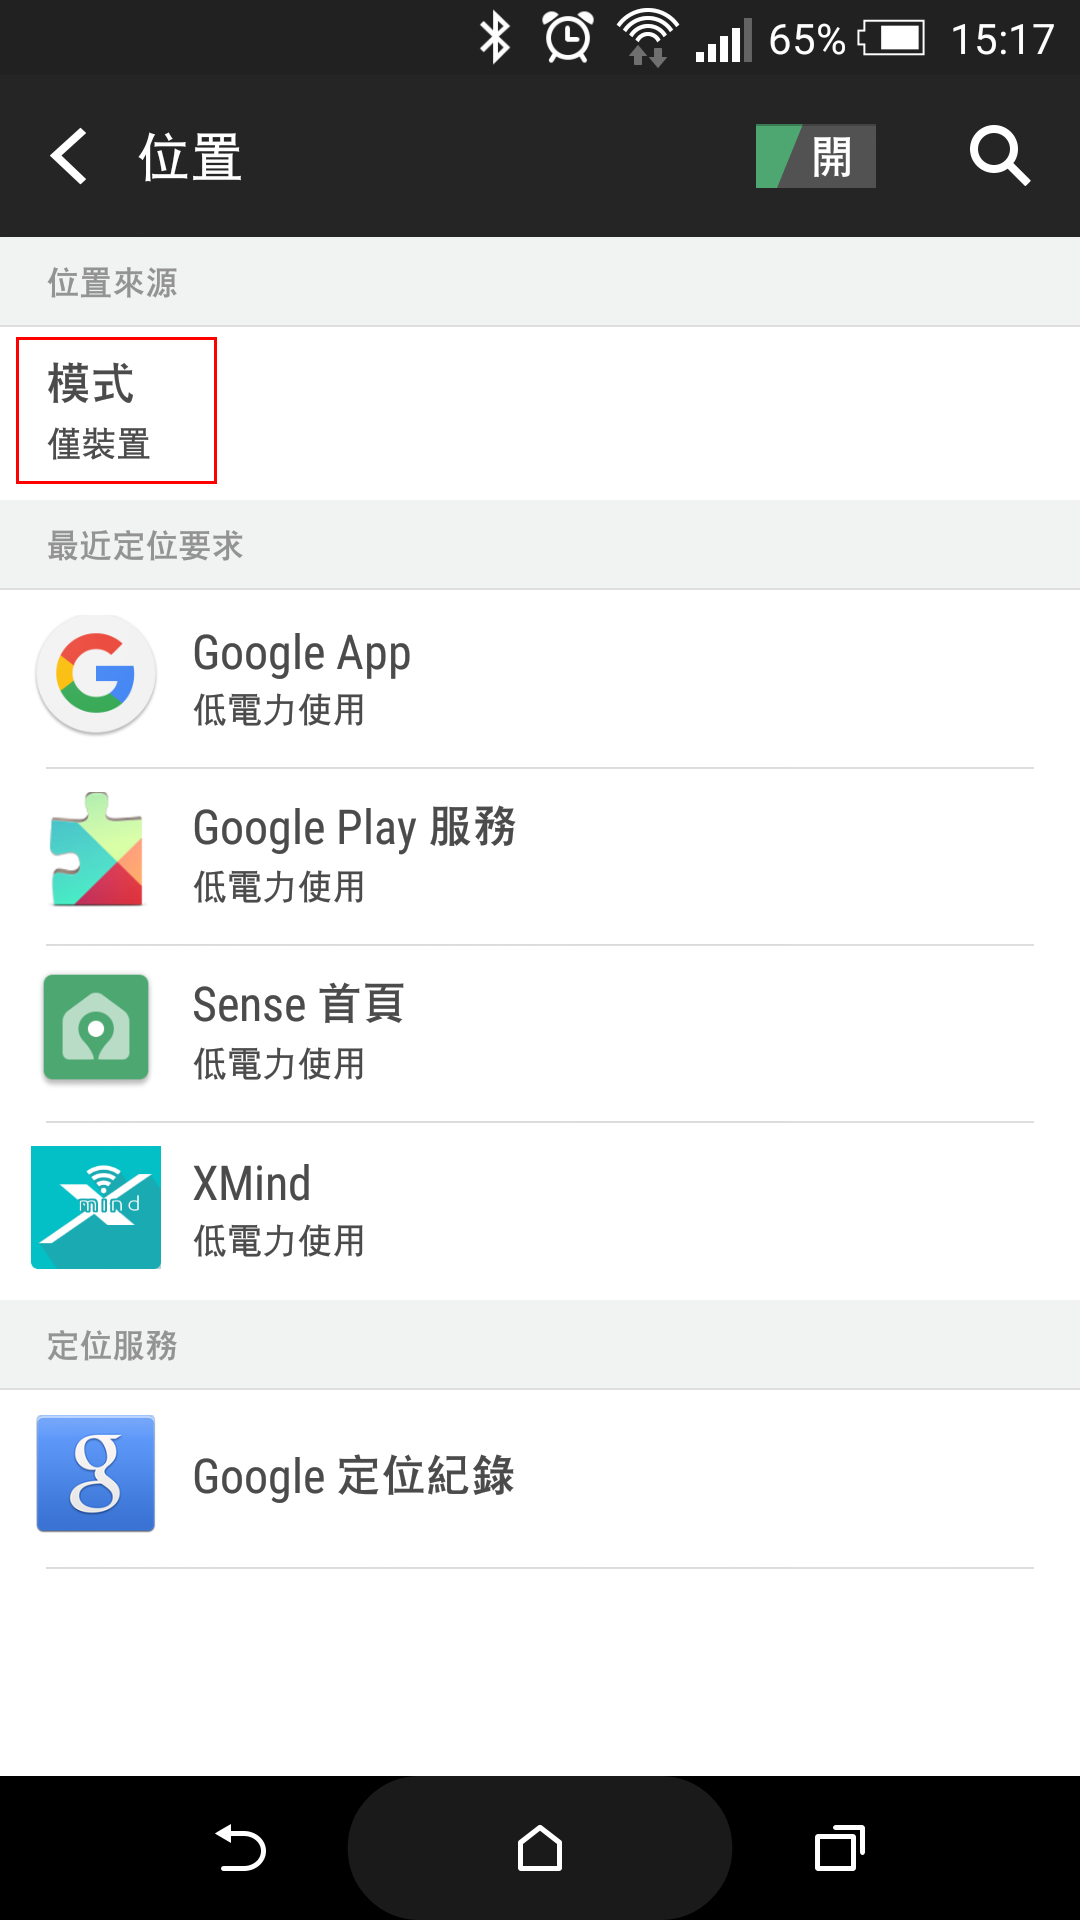 65% 15:17
位置 開
位置來源
模式
僅裝置
最近定位要求
Google App
低電力使用
Google Play 服務
低電力使用
Sense 首頁
低電力使用
mind
XMind
低電力使用
定位服務
g
Google 定位紀錄